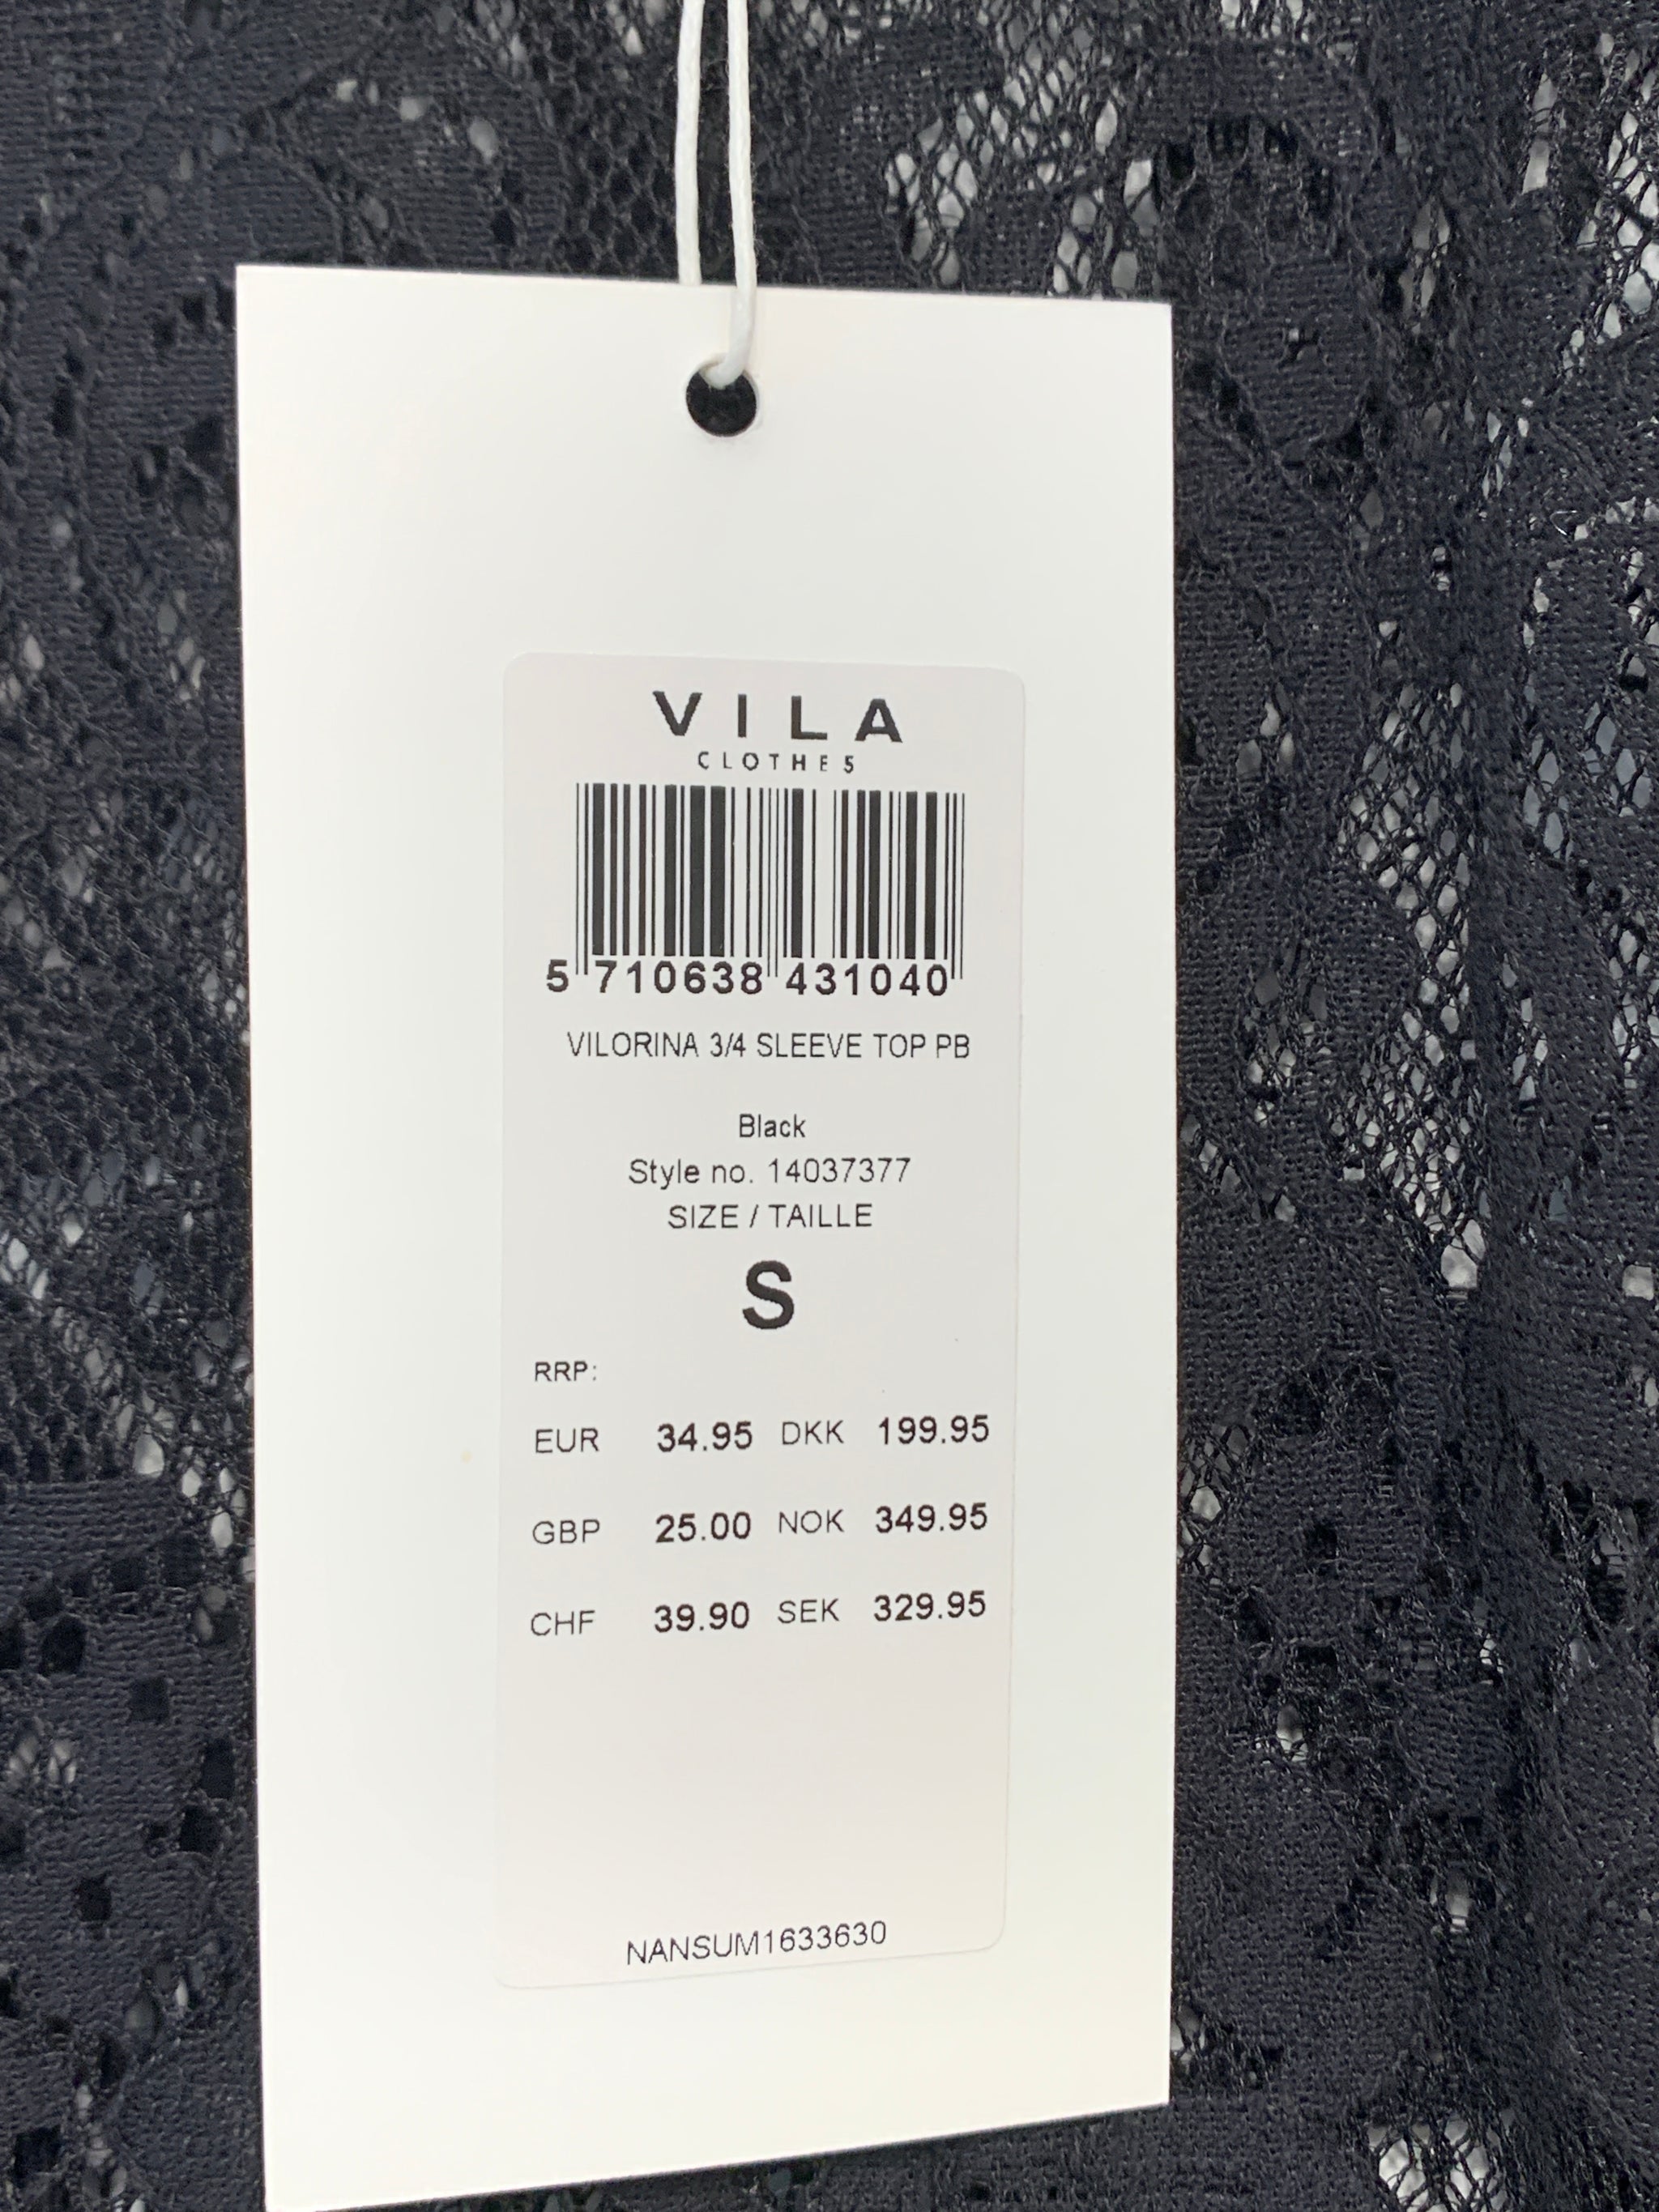 VILA
CLOTHES
5 710638 431040
VILORINA 3/4 SLEEVE TOP PB
Black
Style no. 14037377
SIZE / TAILLE
S
RRP:
EUR 34.95 DKK 199.95
GBP 25.00 NOK 349.95
CHF 39.90 SEK 329.95
NANSUM1633630